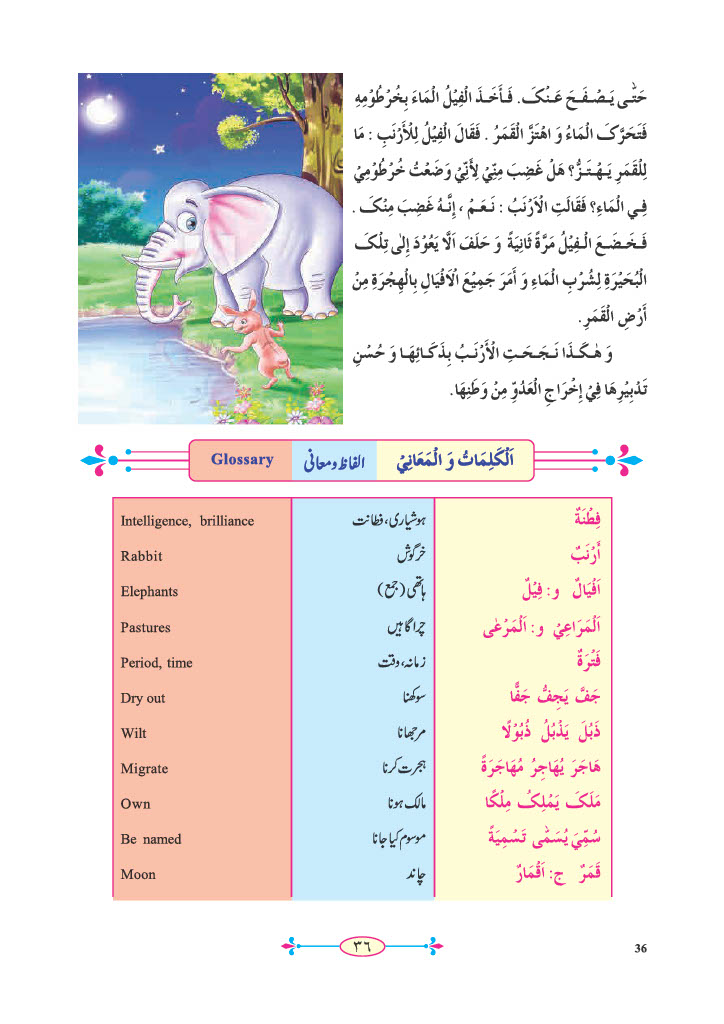 حَتّٰى يَصْفَحَ عَنْكَ. فَأَخَذَ الْفِيْلُ الْمَاءَ بِخُرْطُوْمِهِ
فَتَحَرَّكَ الْمَاءُ وَ اهْتَزَّ الْقَمَرُ . فَقَالَ الْفِيْلُ لِلْأَرْنَبِ : مَا
لِلْقَمَرِ يَهْتَزُّ؟ هَلْ غَضِبَ مِنِّيْ لِأَنِّيْ وَضَعْتُ خُرْطُوْمِيْ
فِي الْمَاءِ؟ فَقَالَتِ الْاَرْنَبُ : نَعَمْ ، إِنَّهُ غَضِبَ مِنْكَ .
فَخَضَعَ الْفِيْلُ مَرَّةً ثَانِيَةً وَ حَلَفَ اَلَّا يَعُوْدَ إِلٰى تِلْكَ
الْبُحَيْرَةِ لِشُرْبِ الْمَاءِ وَ أَمَرَ جَمِيْعَ الْاَفْيَالِ بِالْهِجْرَةِ مِنْ
أَرْضِ الْقَمَرِ.
وَ هٰكَذَا نَجَحَتِ الْأَرْنَبُ بِذَكَائِهَا وَ حُسْنِ
تَدْبِيْرِهَا فِيْ إِخْرَاجِ الْعَدُوِّ مِنْ وَطَنِهَا.
اَلْكَلِمَاتُ وَ الْمَعَانِيْ الفاظ و معانی Glossary
فِطْنَةٌ ہوشیاری، فطانت Intelligence, brilliance
أَرْنَبٌ خرگوش Rabbit
اَفْيَالٌ و: فِيْلٌ ہاتھی (جمع) Elephants
اَلْمَرَاعِيْ و: اَلْمَرْعٰى چراگاہیں Pastures
فَتْرَةٌ زمانہ، وقت Period, time
جَفَّ يَجِفُّ جَفًّا سوکھنا Dry out
ذَبُلَ يَذْبُلُ ذُبُوْلًا مرجھانا Wilt
هَاجَرَ يُهَاجِرُ مُهَاجَرَةً ہجرت کرنا Migrate
مَلَكَ يَمْلِكُ مِلْكًا مالک ہونا Own
سُمِّيَ يُسَمّٰى تَسْمِيَةً موسوم کیا جانا Be named
قَمَرٌ ج: اَقْمَارٌ چاند Moon
٣٦
36